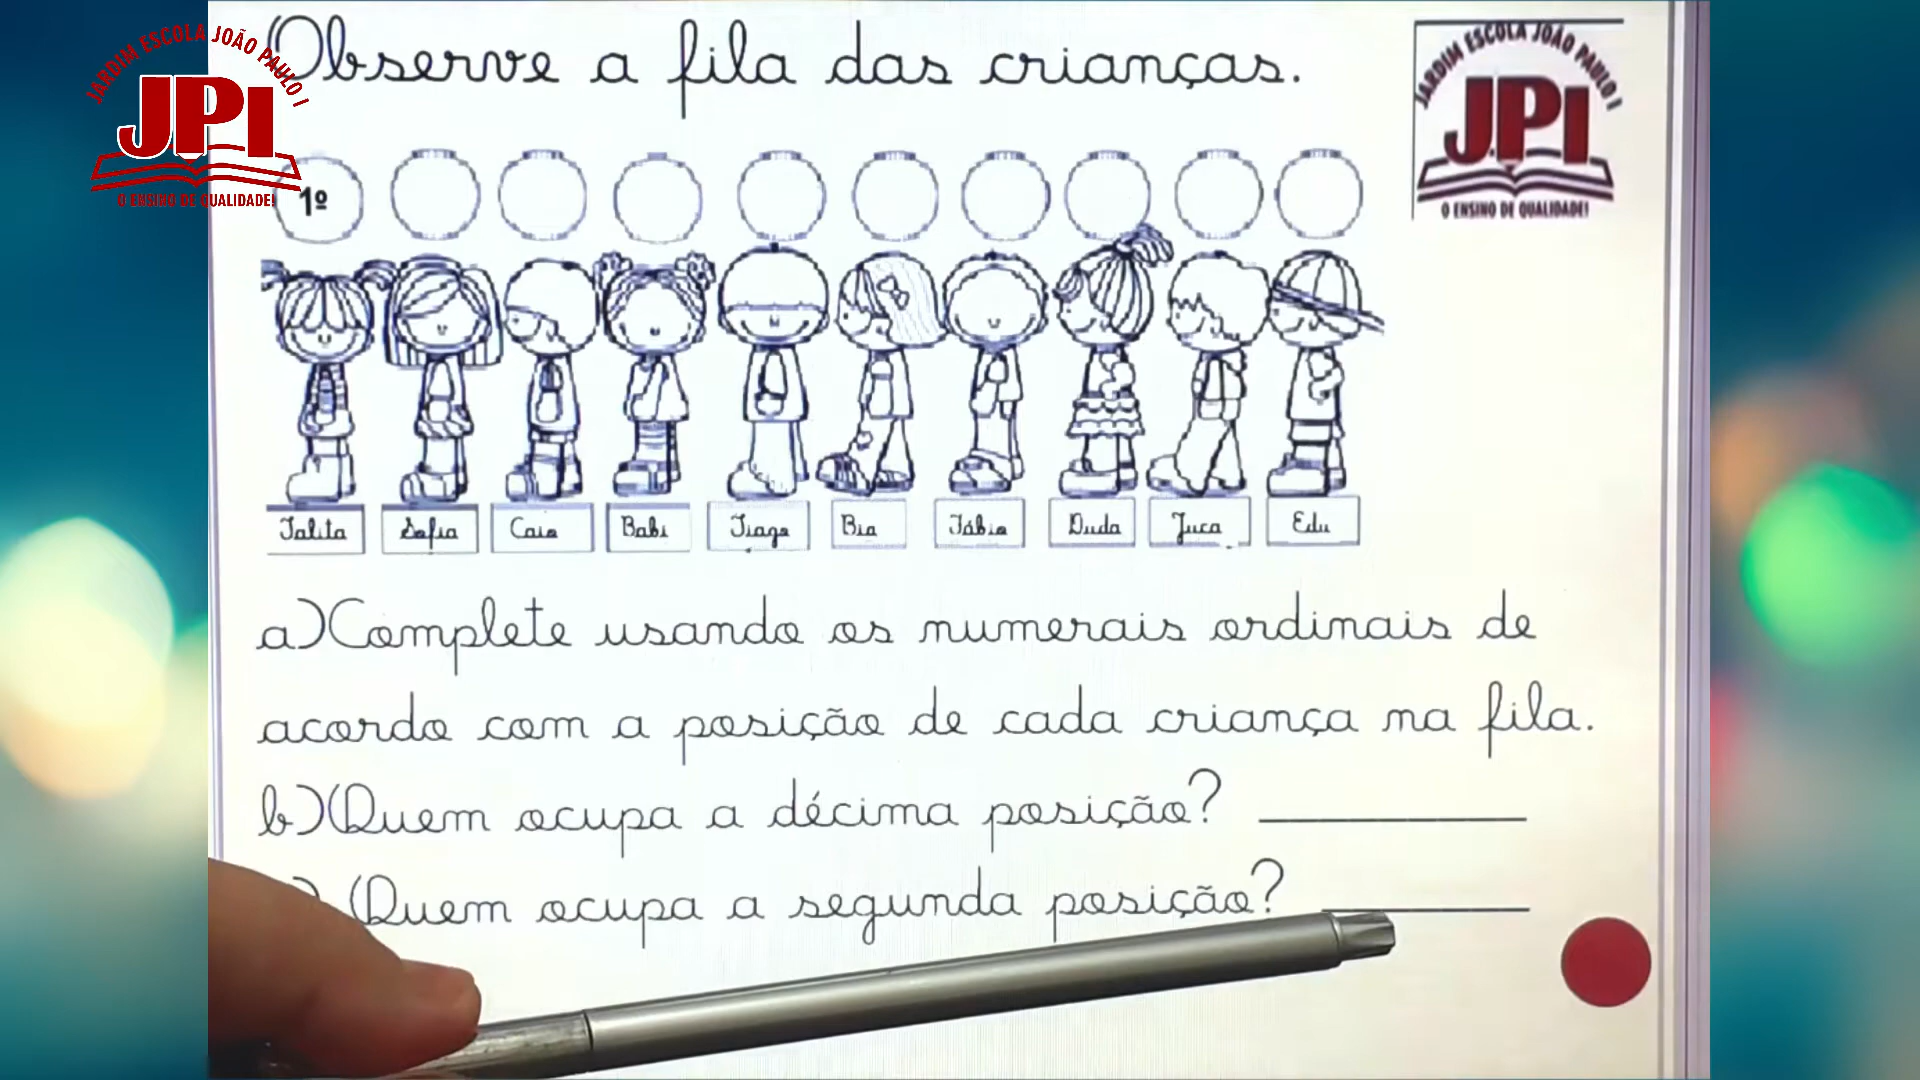 JARDIM ESCOLA JOÃO PAULO I
JPI
O ENSINO DE QUALIDADE!
Observe a fila das crianças.
JARDIM ESCOLA JOÃO PAULO I
JPI
O ENSINO DE QUALIDADE!
1º
Talita Sofia Caio Babi Tiago Bia Fábio Duda Juca Edu
a) Complete usando os numerais ordinais de
acordo com a posição de cada criança na fila.
b) Quem ocupa a décima posição? ____________
) Quem ocupa a segunda posição? ____________